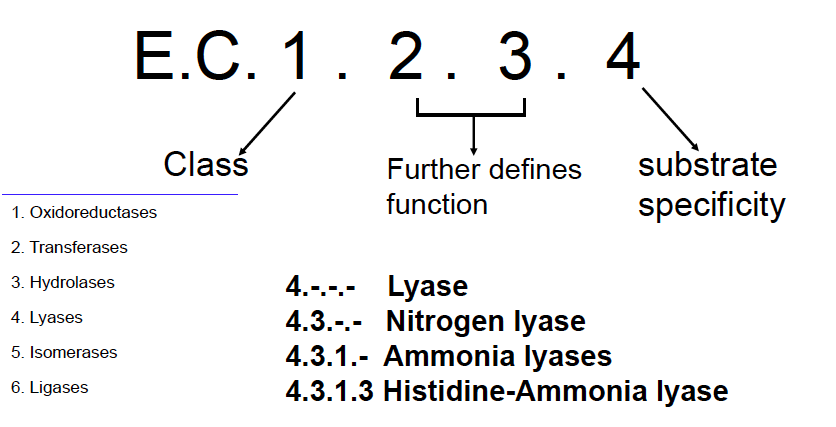 E.C. 1 . 2 . 3 . 4
Class
Further defines
function
substrate
specificity
1. Oxidoreductases
2. Transferases
3. Hydrolases
4. Lyases
5. Isomerases
6. Ligases
4.-.-.- Lyase
4.3.-.- Nitrogen lyase
4.3.1.- Ammonia lyases
4.3.1.3 Histidine-Ammonia lyase